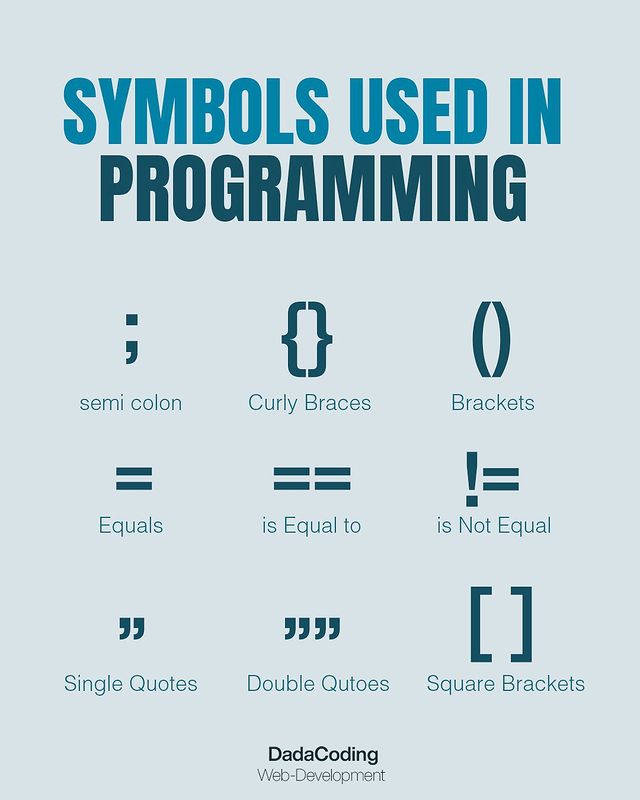 SYMBOLS USED IN
PROGRAMMING
; {} ()
semi colon Curly Braces Brackets
= == !=
Equals is Equal to is Not Equal
” ”” [ ]
Single Quotes Double Qutoes Square Brackets
DadaCoding
Web-Development